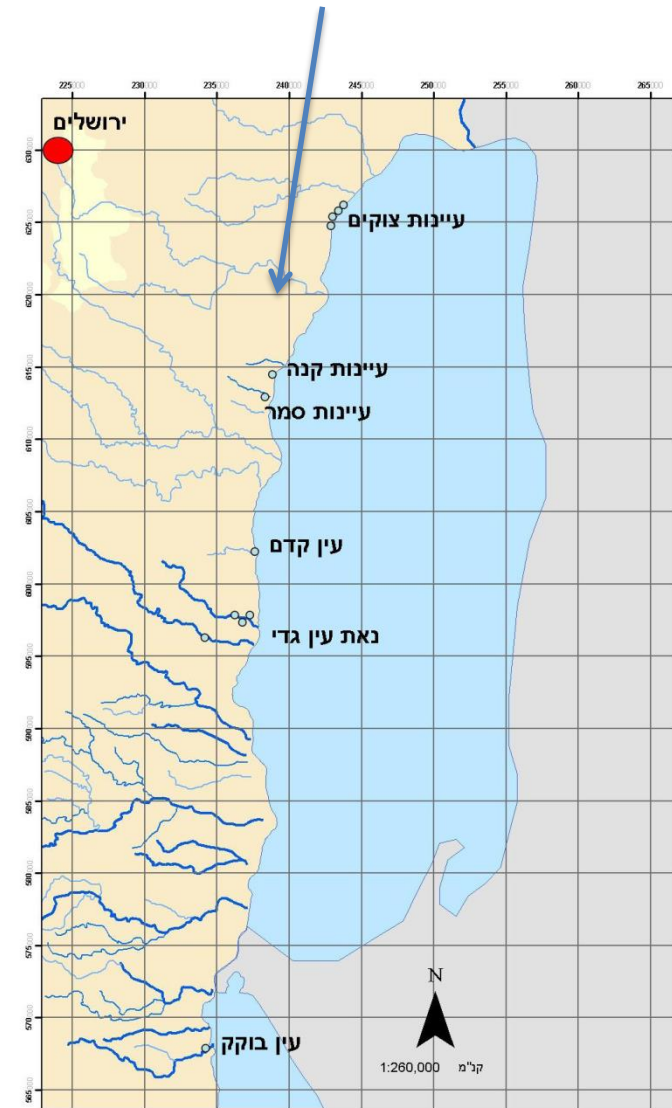 225000 230000 235000 240000 245000 250000 255000 260000 265000
ירושלים
630000
עיינות צוקים
625000
620000
עיינות קנה
615000
עיינות סמר
610000
605000
עין קדם
600000
נאת עין גדי
595000
590000
585000
580000
575000
N
570000
עין בוקק
1:260,000 קנ"מ
565000